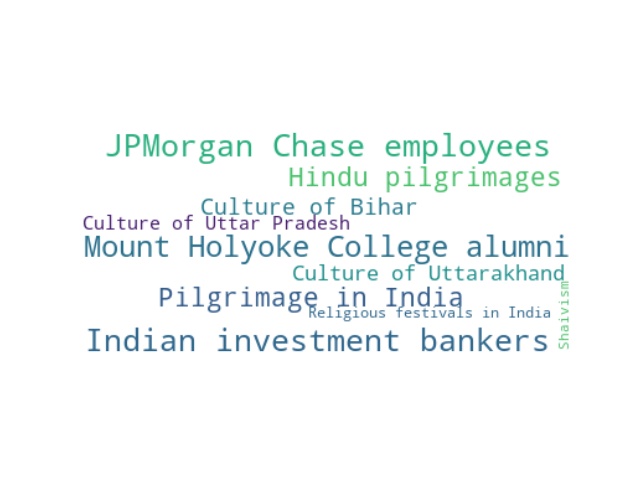 JPMorgan Chase employees
Hindu pilgrimages
Culture of Bihar
Culture of Uttar Pradesh
Mount Holyoke College alumni
Culture of Uttarakhand
Pilgrimage in India
Religious festivals in India
Shaivism
Indian investment bankers